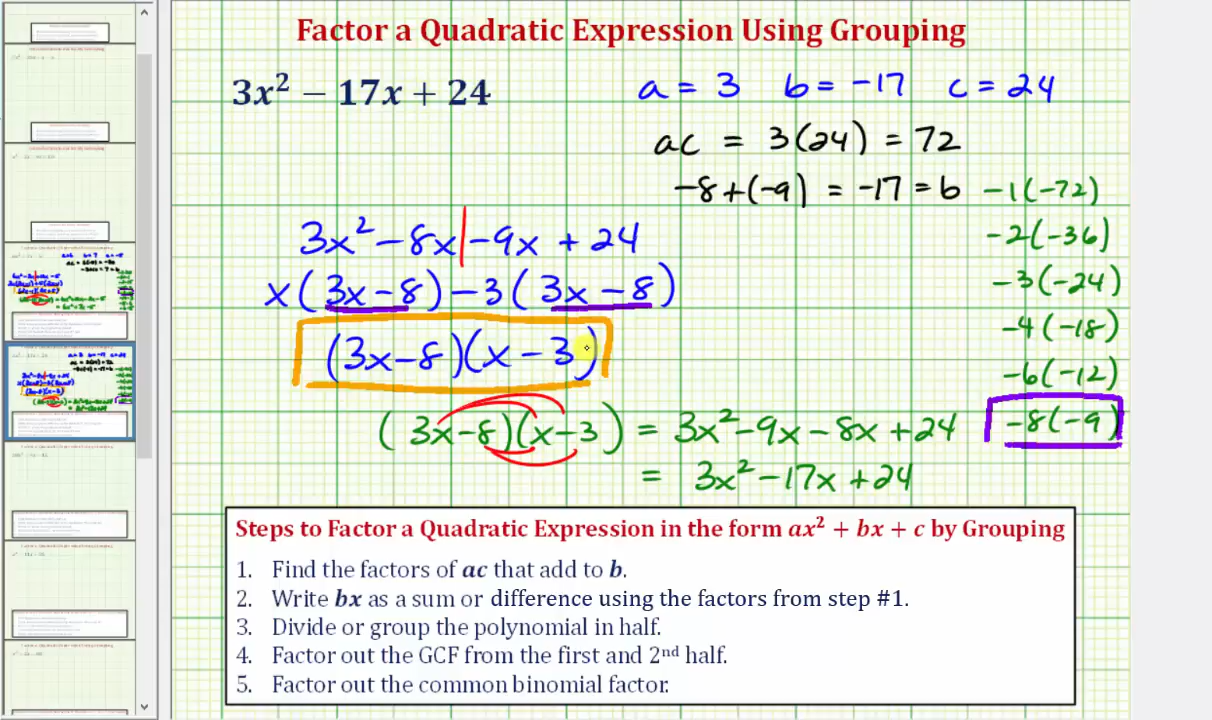 Factor a Quadratic Expression Using Grouping
3x² − 17x + 24
a = 3 b = -17 c = 24
ac = 3(24) = 72
-8+(-9) = -17 = b
-1(-72)
-2(-36)
-3(-24)
-4(-18)
-6(-12)
-8(-9)
3x² - 8x | - 9x + 24
x(3x-8) - 3(3x-8)
(3x-8)(x-3)
(3x-8)(x-3) = 3x² - 9x - 8x + 24
= 3x² - 17x + 24
Steps to Factor a Quadratic Expression in the form ax² + bx + c by Grouping
1. Find the factors of ac that add to b.
2. Write bx as a sum or difference using the factors from step #1.
3. Divide or group the polynomial in half.
4. Factor out the GCF from the first and 2nd half.
5. Factor out the common binomial factor.